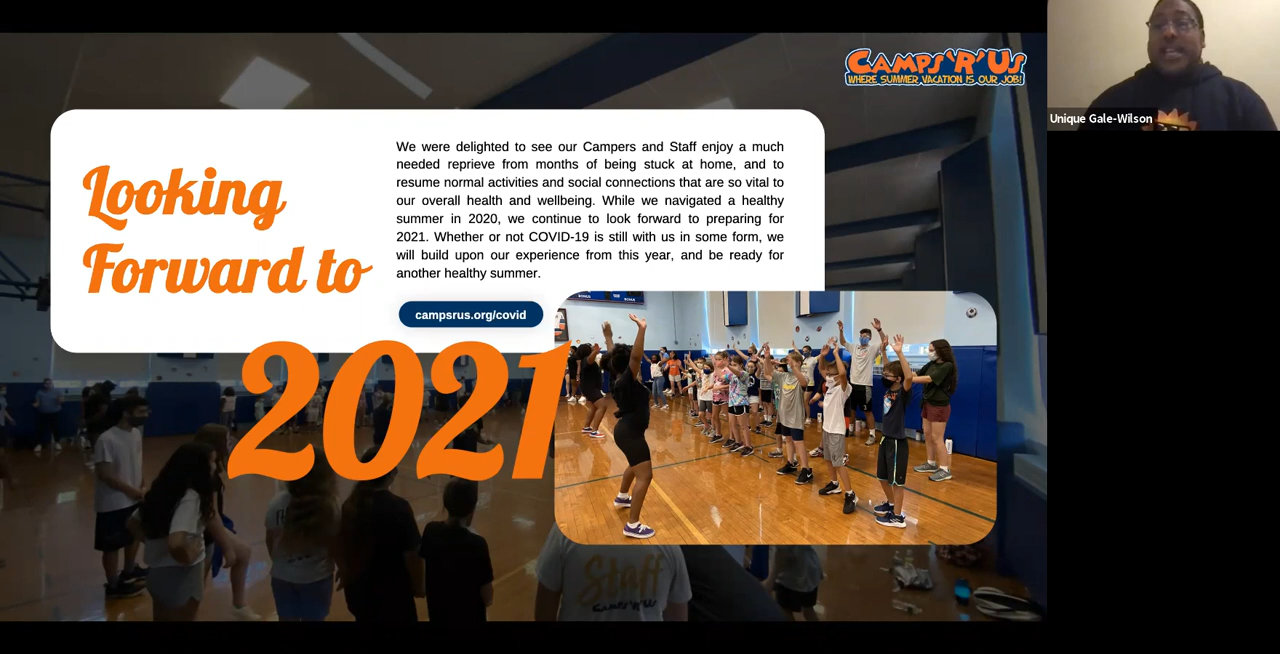 CAMPS'R'US
WHERE SUMMER VACATION IS OUR JOB!
Unique Gale-Wilson
Looking
Forward to
2021
We were delighted to see our Campers and Staff enjoy a much
needed reprieve from months of being stuck at home, and to
resume normal activities and social connections that are so vital to
our overall health and wellbeing. While we navigated a healthy
summer in 2020, we continue to look forward to preparing for
2021. Whether or not COVID-19 is still with us in some form, we
will build upon our experience from this year, and be ready for
another healthy summer.
campsrus.org/covid
Staff
CAMPS'R'US